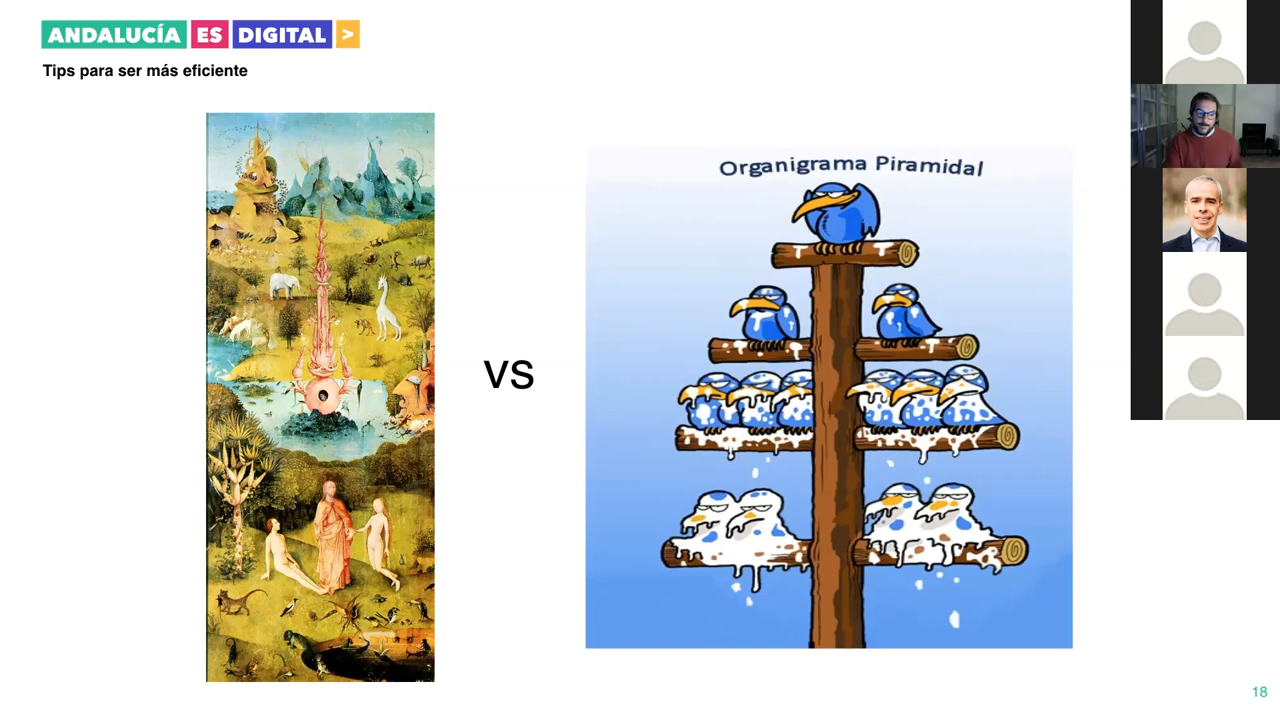 ANDALUCÍA ES DIGITAL >
Tips para ser más eficiente
Organigrama Piramidal
vs
18